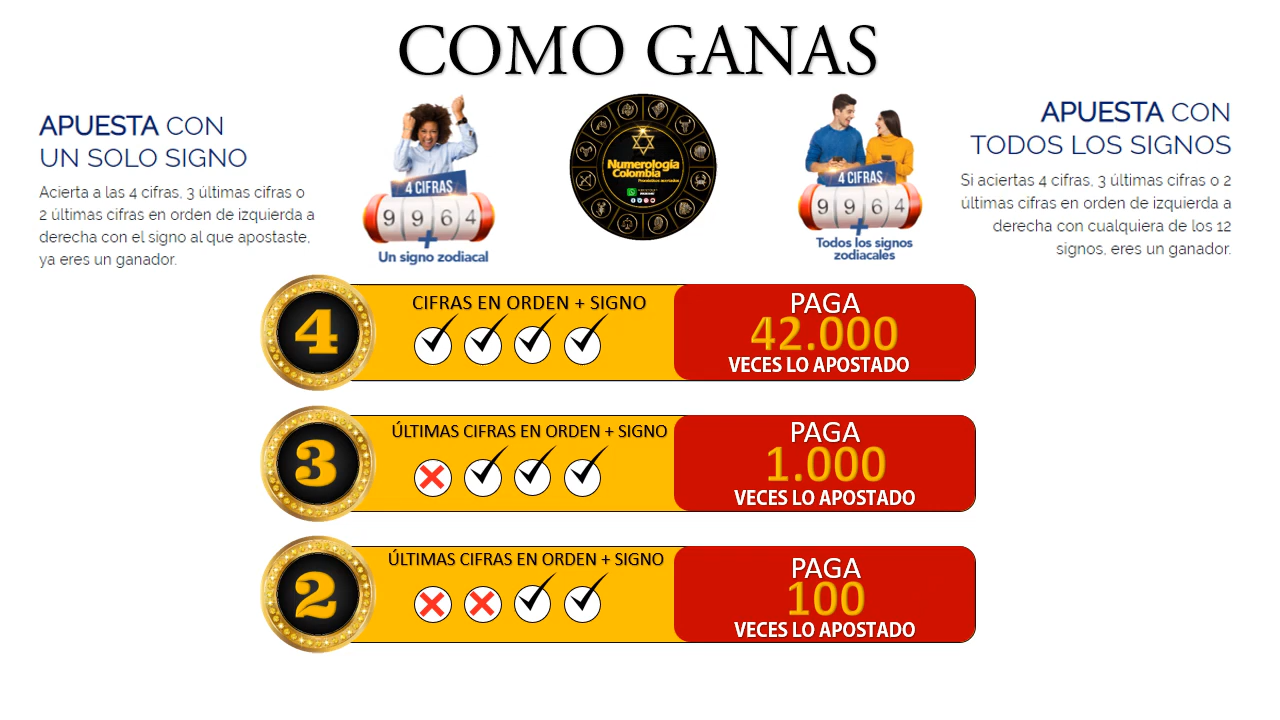 COMO GANAS
APUESTA CON
UN SOLO SIGNO
Acierta a las 4 cifras, 3 últimas cifras o
2 últimas cifras en orden de izquierda a
derecha con el signo al que apostaste,
ya eres un ganador.
4 CIFRAS
9 9 6 4
+
Un signo zodiacal
Numerología
Colombia
APUESTA CON
TODOS LOS SIGNOS
Si aciertas 4 cifras, 3 últimas cifras o 2
últimas cifras en orden de izquierda a
derecha con cualquiera de los 12
signos, eres un ganador.
4 CIFRAS
9 9 6 4
+
Todos los signos
zodiacales
4
CIFRAS EN ORDEN + SIGNO
PAGA
42.000
VECES LO APOSTADO
3
ÚLTIMAS CIFRAS EN ORDEN + SIGNO
PAGA
1.000
VECES LO APOSTADO
2
ÚLTIMAS CIFRAS EN ORDEN + SIGNO
PAGA
100
VECES LO APOSTADO